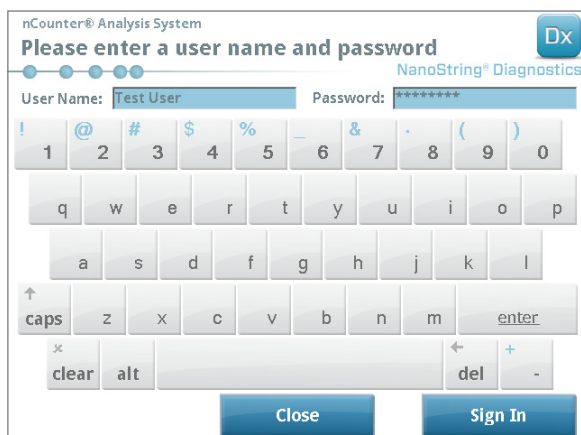 nCounter® Analysis System
Please enter a user name and password
Dx
NanoString® Diagnostics
User Name: Test User Password: ********
! @ # $ % _ & . ( )
1 2 3 4 5 6 7 8 9 0
q w e r t y u i o p
a s d f g h j k l
caps z x c v b n m enter
clear alt del + -
Close Sign In